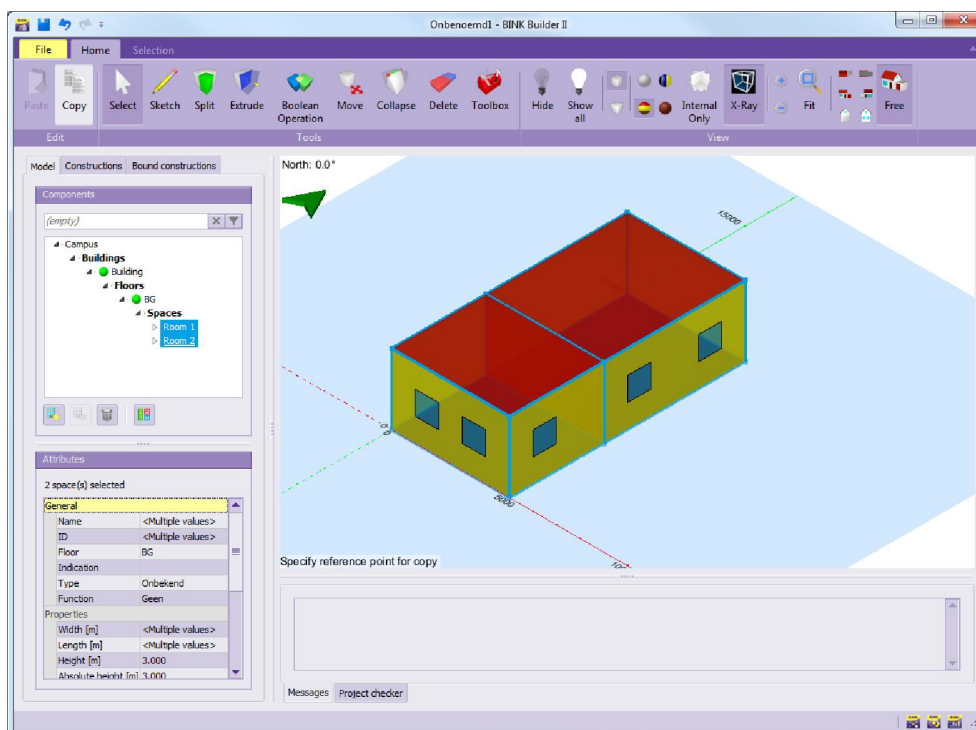 Onbenoemd1 - BINK Builder II
File Home Selection
Paste Copy Select Sketch Split Extrude Boolean Operation Move Collapse Delete Toolbox Hide Show all Internal Only X-Ray Fit Free
Edit Tools View
Model Constructions Bound constructions
Components
(empty)
Campus
Buildings
Building
Floors
BG
Spaces
Room 1
Room 2
Attributes
2 space(s) selected
General
Name <Multiple values>
ID <Multiple values>
Floor BG
Indication
Type Onbekend
Function Geen
Properties
Width [m] <Multiple values>
Length [m] <Multiple values>
Height [m] 3.000
Absolute height [m] 3.000
North: 0.0°
15000
0.0
5000
Specify reference point for copy
Messages Project checker